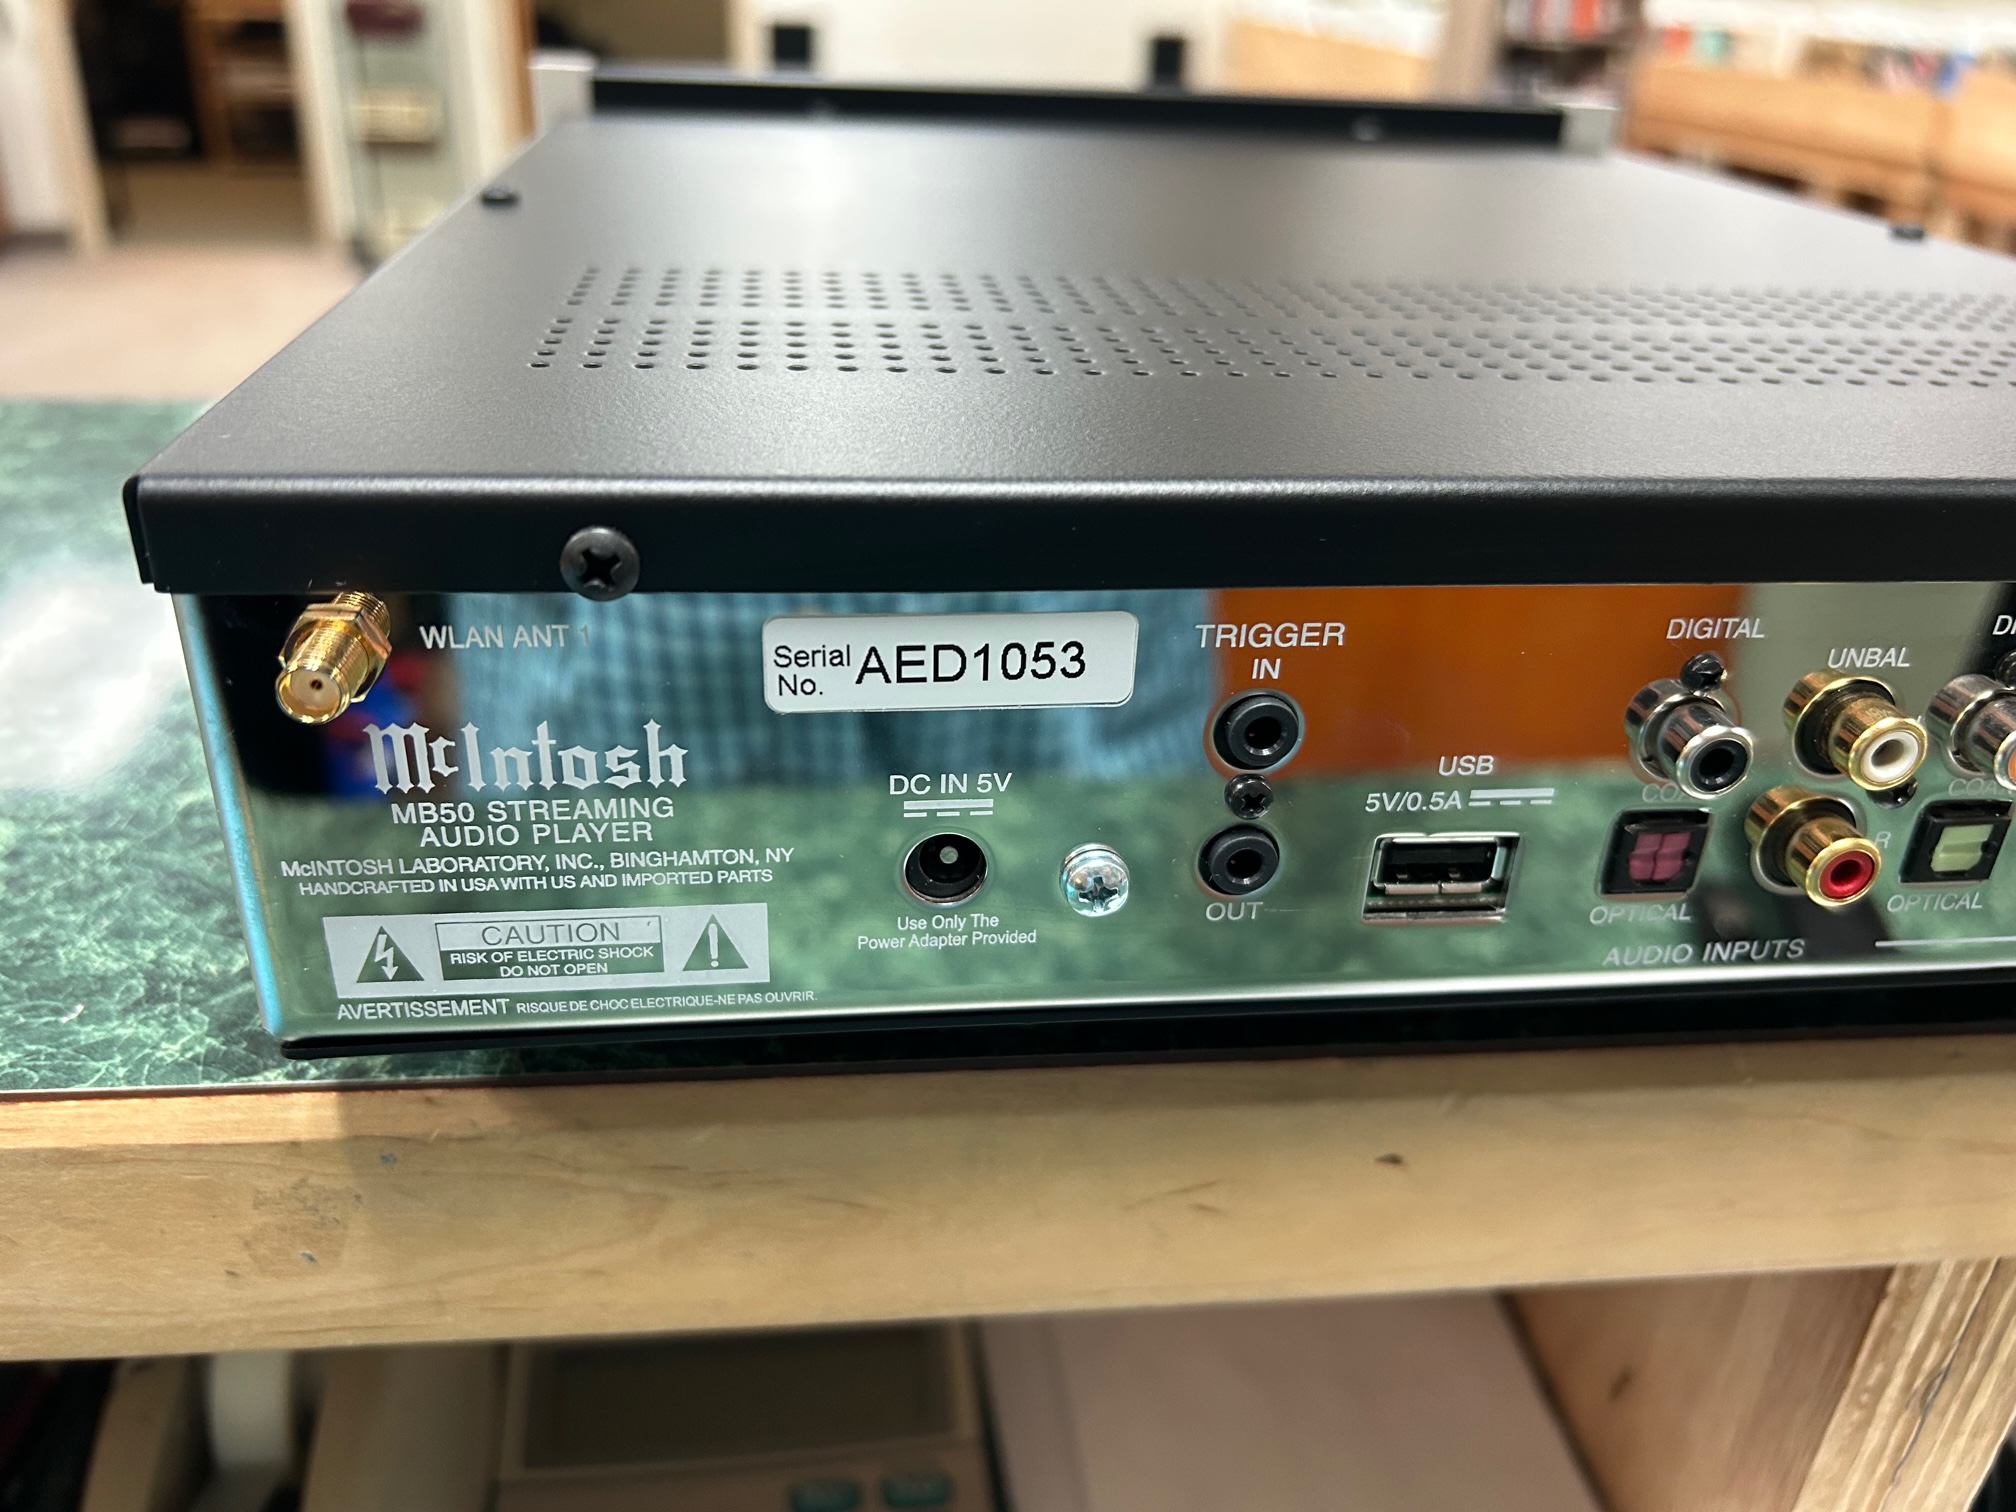 WLAN ANT 1
Serial No. AED1053
McIntosh
MB50 STREAMING
AUDIO PLAYER
McINTOSH LABORATORY, INC., BINGHAMTON, NY
HANDCRAFTED IN USA WITH US AND IMPORTED PARTS
CAUTION
RISK OF ELECTRIC SHOCK
DO NOT OPEN
AVERTISSEMENT RISQUE DE CHOC ELECTRIQUE-NE PAS OUVRIR.
DC IN 5V
Use Only The
Power Adapter Provided
TRIGGER
IN
OUT
USB
5V/0.5A
DIGITAL
OPTICAL
UNBAL
R
OPTICAL
AUDIO INPUTS